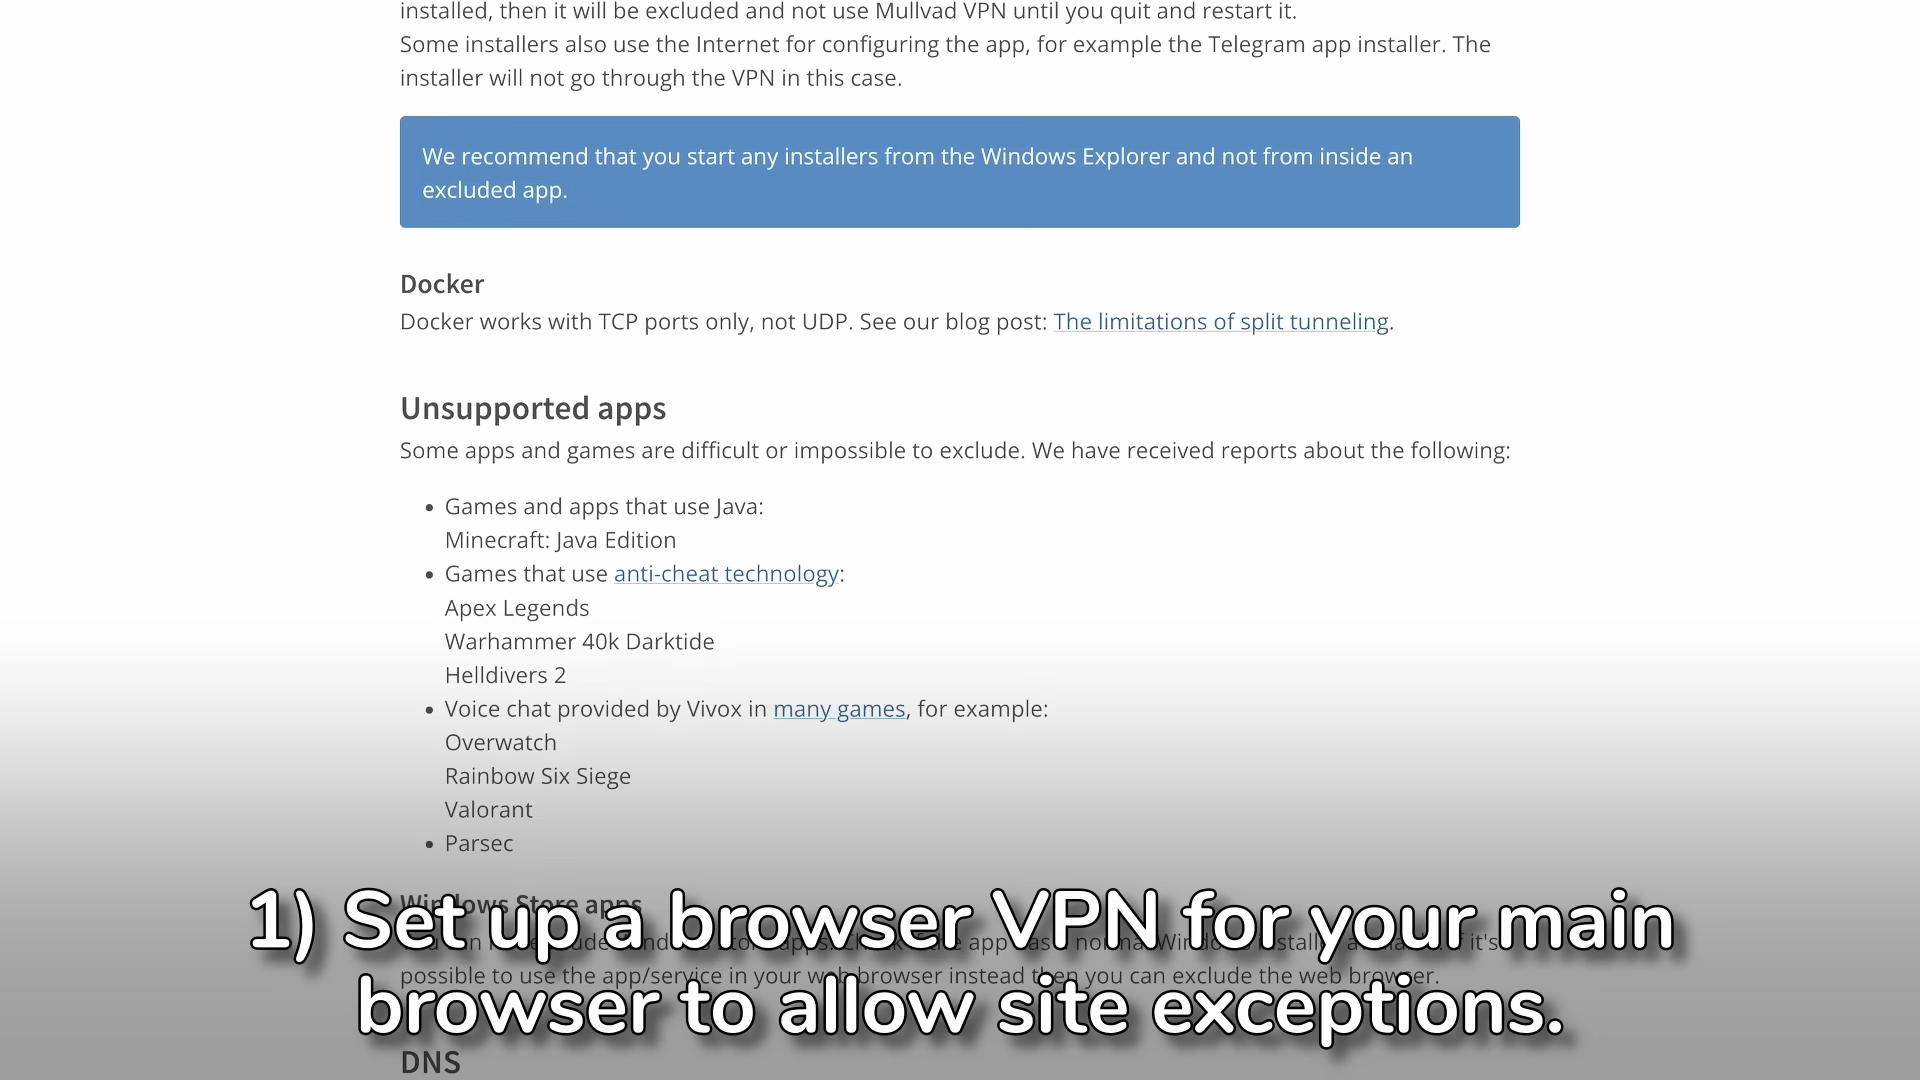 installed, then it will be excluded and not use Mullvad VPN until you quit and restart it.
Some installers also use the Internet for configuring the app, for example the Telegram app installer. The
installer will not go through the VPN in this case.
We recommend that you start any installers from the Windows Explorer and not from inside an
excluded app.
Docker
Docker works with TCP ports only, not UDP. See our blog post: The limitations of split tunneling.
Unsupported apps
Some apps and games are difficult or impossible to exclude. We have received reports about the following:
Games and apps that use Java:
Minecraft: Java Edition
Games that use anti-cheat technology:
Apex Legends
Warhammer 40k Darktide
Helldivers 2
Voice chat provided by Vivox in many games, for example:
Overwatch
Rainbow Six Siege
Valorant
Parsec
Windows Store apps
1) Set up a browser VPN for your main
possible to use the app/service in your web browser instead then you can exclude the web browser.
browser to allow site exceptions.
DNS